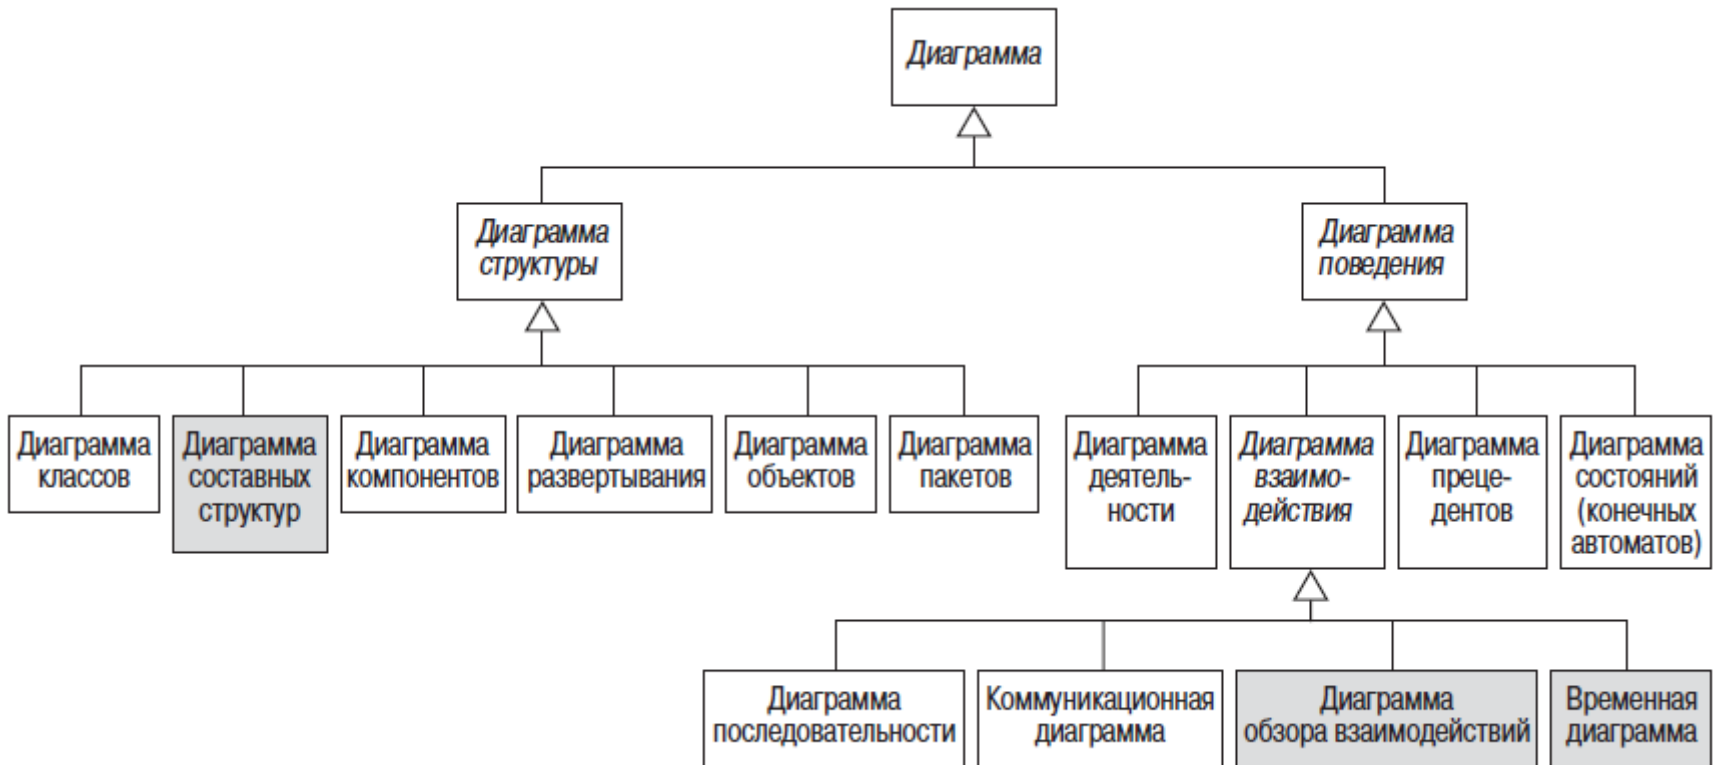 Диаграмма
Диаграмма
структуры
Диаграмма
поведения
Диаграмма
классов
Диаграмма
составных
структур
Диаграмма
компонентов
Диаграмма
развертывания
Диаграмма
объектов
Диаграмма
пакетов
Диаграмма
деятель-
ности
Диаграмма
взаимо-
действия
Диаграмма
преце-
дентов
Диаграмма
состояний
(конечных
автоматов)
Диаграмма
последовательности
Коммуникационная
диаграмма
Диаграмма
обзора взаимодействий
Временная
диаграмма